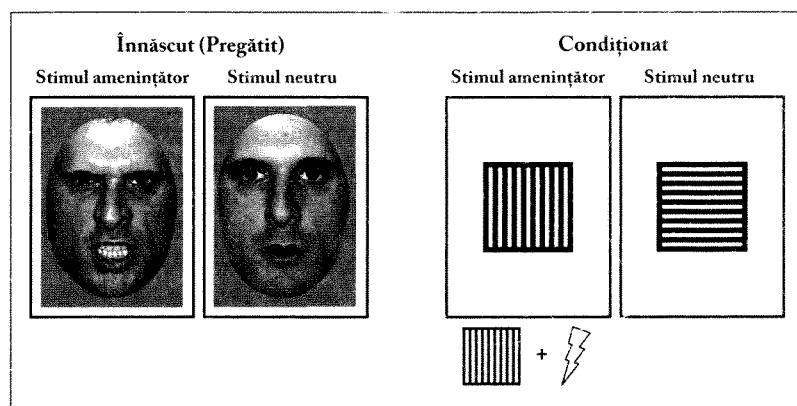 Înnăscut (Pregătit)
Condiționat
Stimul amenințător
Stimul neutru
Stimul amenințător
Stimul neutru
+